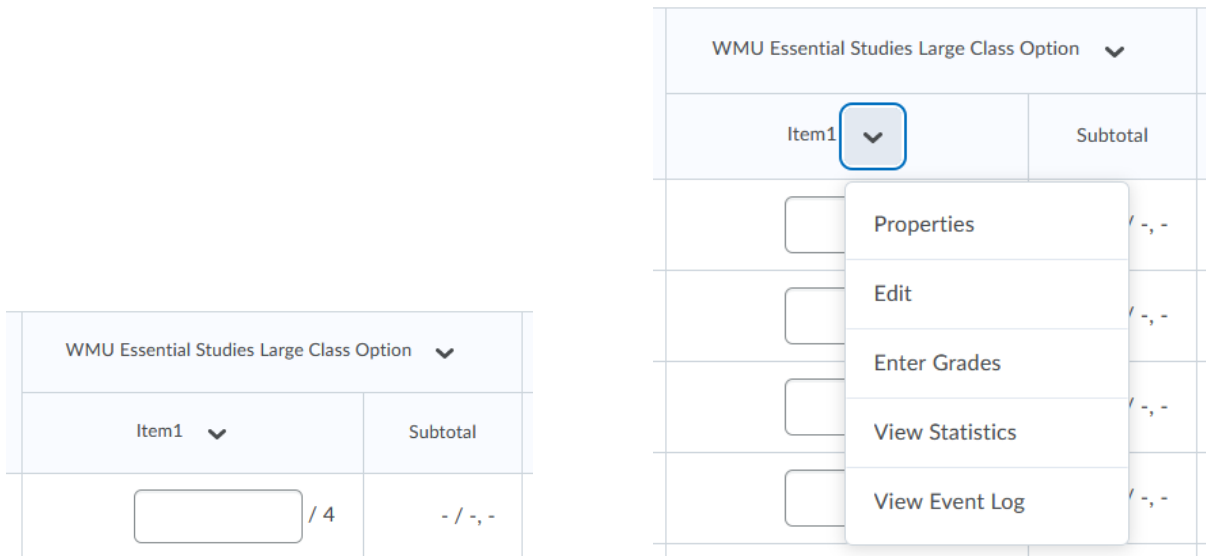 WMU Essential Studies Large Class Option
Item1 Subtotal
/ 4 - / -, -
WMU Essential Studies Large Class Option
Item1 Subtotal
Properties
/ -, -
Edit
/ -, -
Enter Grades
/ -, -
View Statistics
View Event Log
/ -, -